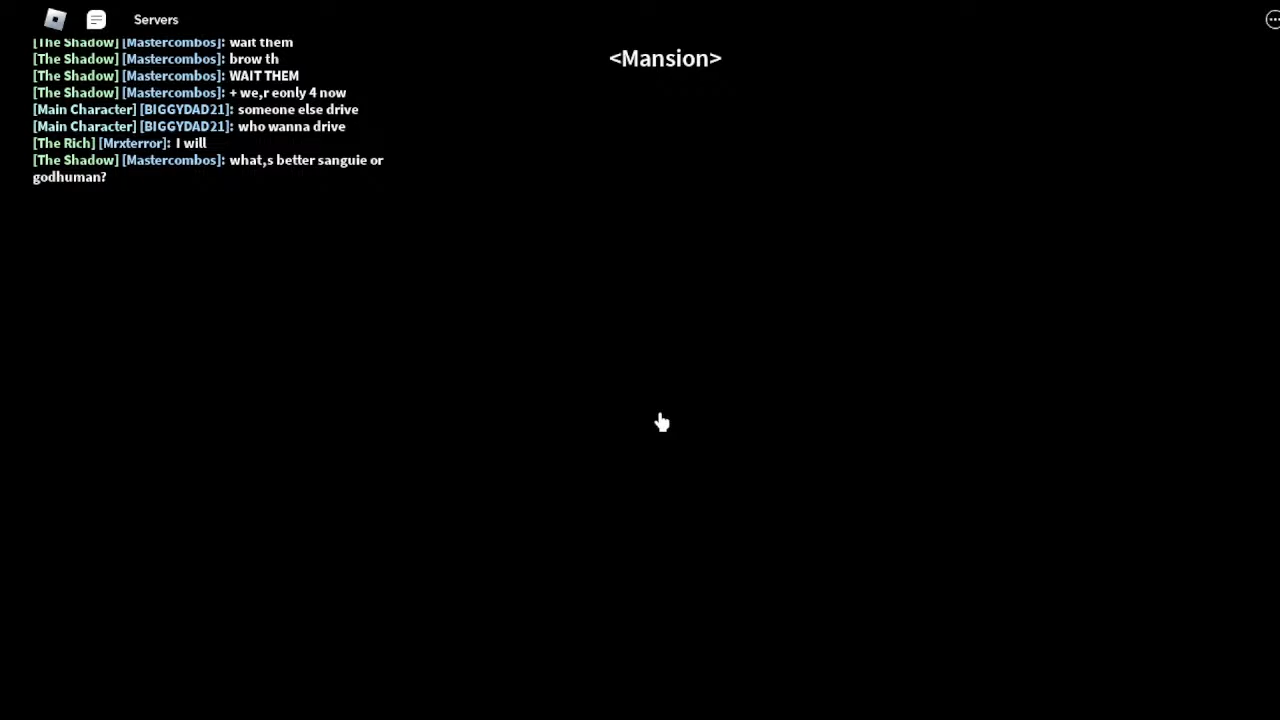 Servers
<Mansion>
[The Shadow] [Mastercombos]: wait them
[The Shadow] [Mastercombos]: brow th
[The Shadow] [Mastercombos]: WAIT THEM
[The Shadow] [Mastercombos]: + we,r eonly 4 now
[Main Character] [BIGGYDAD21]: someone else drive
[Main Character] [BIGGYDAD21]: who wanna drive
[The Rich] [Mrxterror]: I will
[The Shadow] [Mastercombos]: what,s better sanguie or
godhuman?